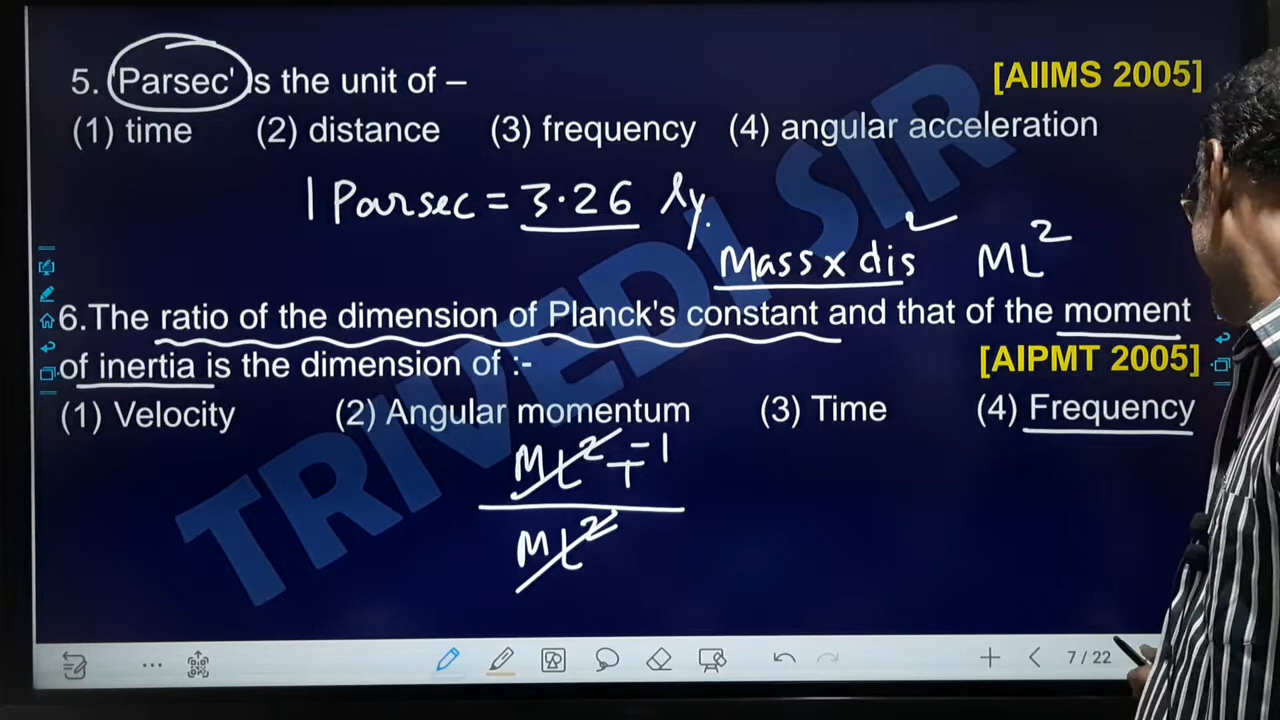 5. 'Parsec' is the unit of –
[AIIMS 2005]
(1) time (2) distance (3) frequency (4) angular acceleration
1 Parsec = 3.26 ly.
Mass x dis² ML²
6.The ratio of the dimension of Planck's constant and that of the moment
of inertia is the dimension of :-
[AIPMT 2005]
(1) Velocity (2) Angular momentum (3) Time (4) Frequency
ML² T⁻¹
ML²
TRIVEDI SIR
7 / 22